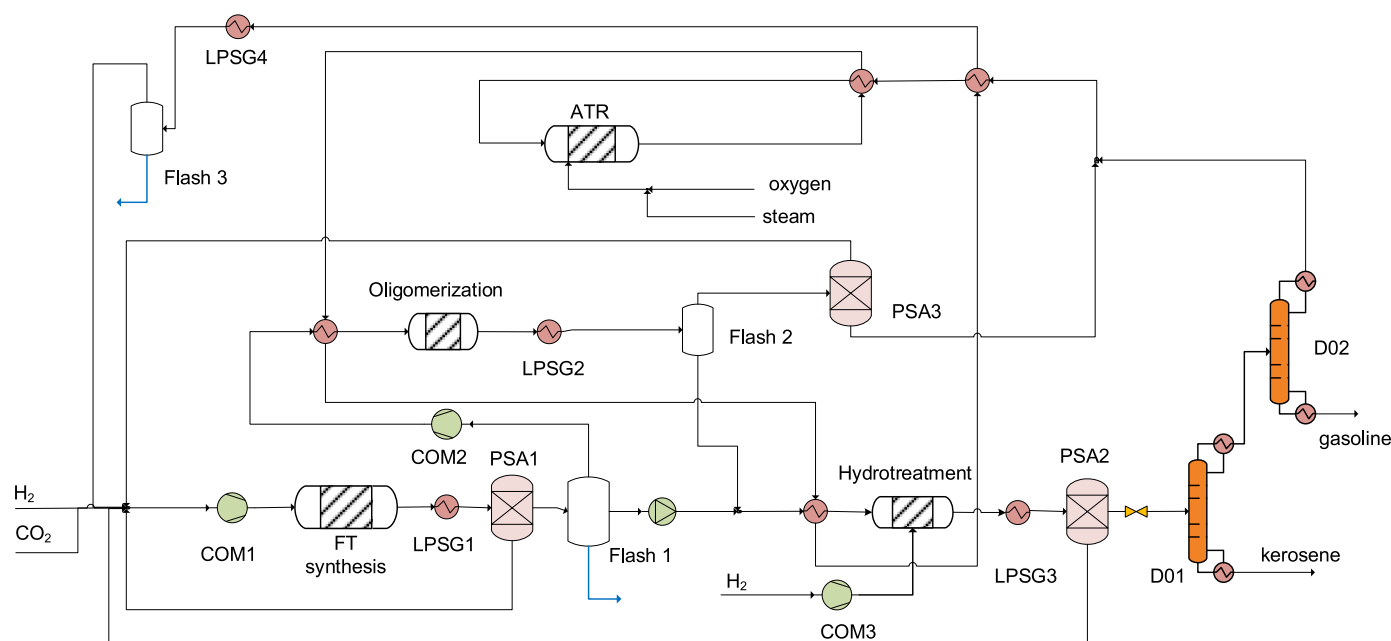 LPSG4
ATR
Flash 3
oxygen
steam
Oligomerization
PSA3
Flash 2
LPSG2
D02
gasoline
COM2
PSA1
Hydrotreatment
PSA2
H₂
CO₂
COM1
FT
synthesis
LPSG1
Flash 1
H₂
COM3
LPSG3
D01
kerosene